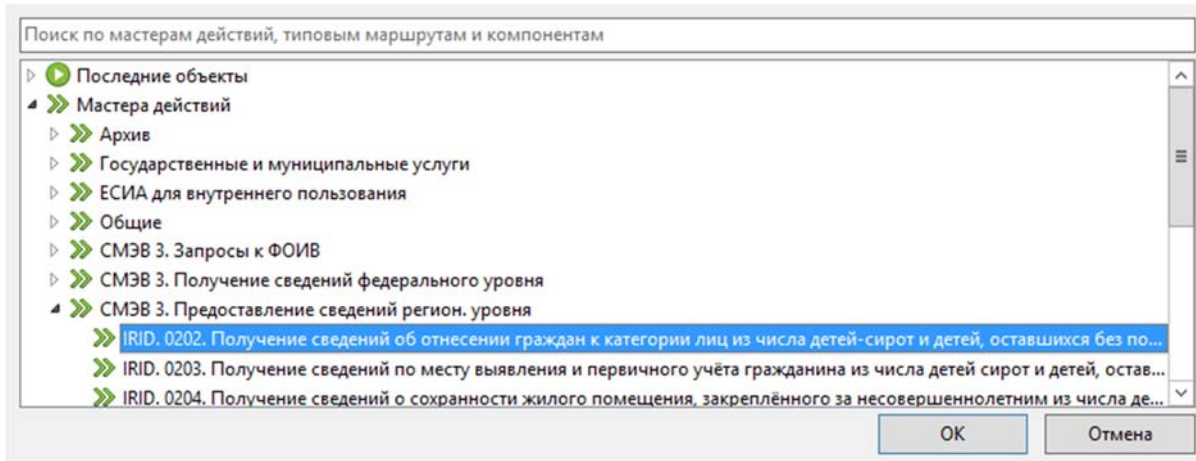 Поиск по мастерам действий, типовым маршрутам и компонентам
Последние объекты
Мастера действий
Архив
Государственные и муниципальные услуги
ЕСИА для внутреннего пользования
Общие
СМЭВ 3. Запросы к ФОИВ
СМЭВ 3. Получение сведений федерального уровня
СМЭВ 3. Предоставление сведений регион. уровня
IRID. 0202. Получение сведений об отнесении граждан к категории лиц из числа детей-сирот и детей, оставшихся без по...
IRID. 0203. Получение сведений по месту выявления и первичного учёта гражданина из числа детей сирот и детей, остав...
IRID. 0204. Получение сведений о сохранности жилого помещения, закреплённого за несовершеннолетним из числа де...
ОК Отмена